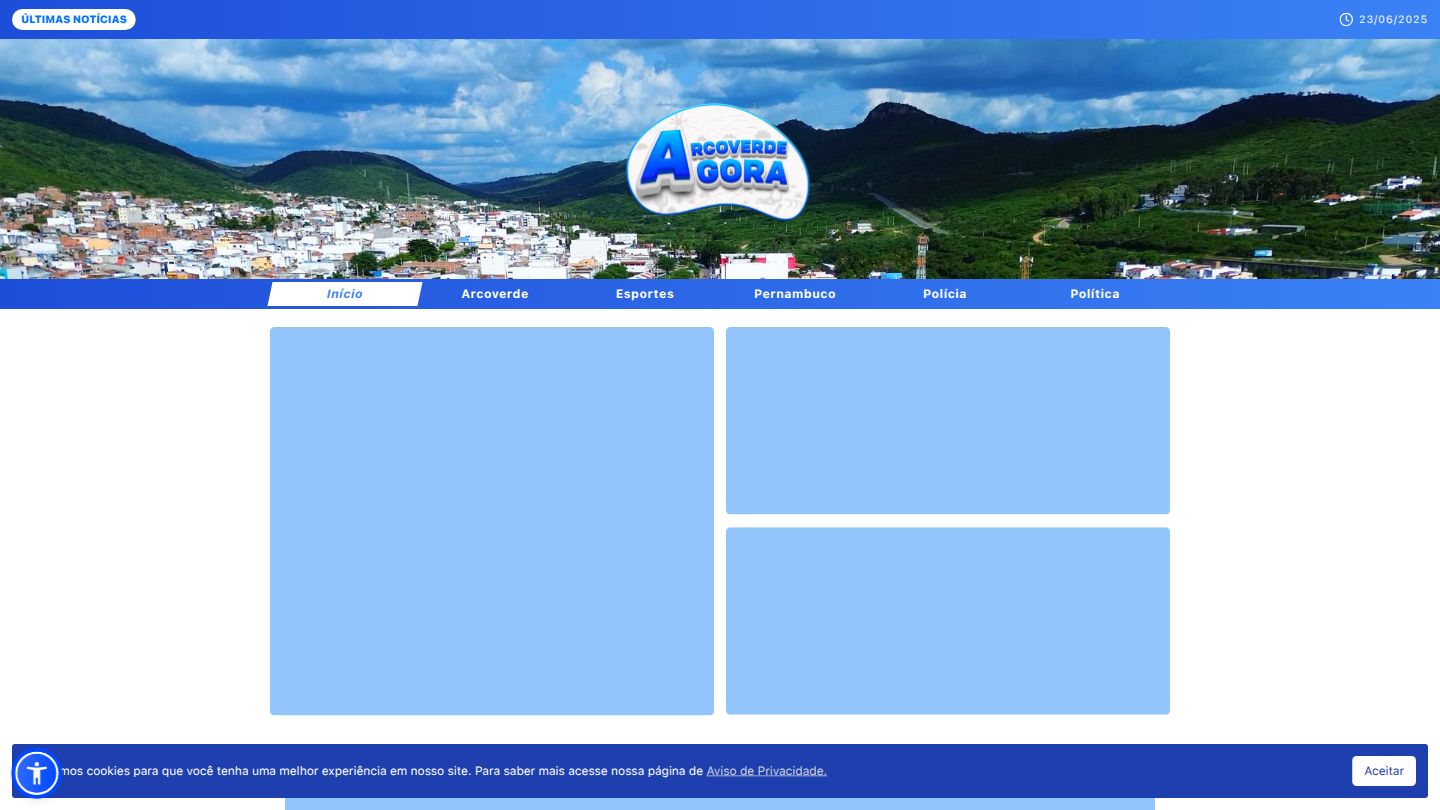 ÚLTIMAS NOTÍCIAS
23/06/2025
ARCOVERDE
AGORA
Início
Arcoverde
Esportes
Pernambuco
Polícia
Política
mos cookies para que você tenha uma melhor experiência em nosso site. Para saber mais acesse nossa página de Aviso de Privacidade.
Aceitar